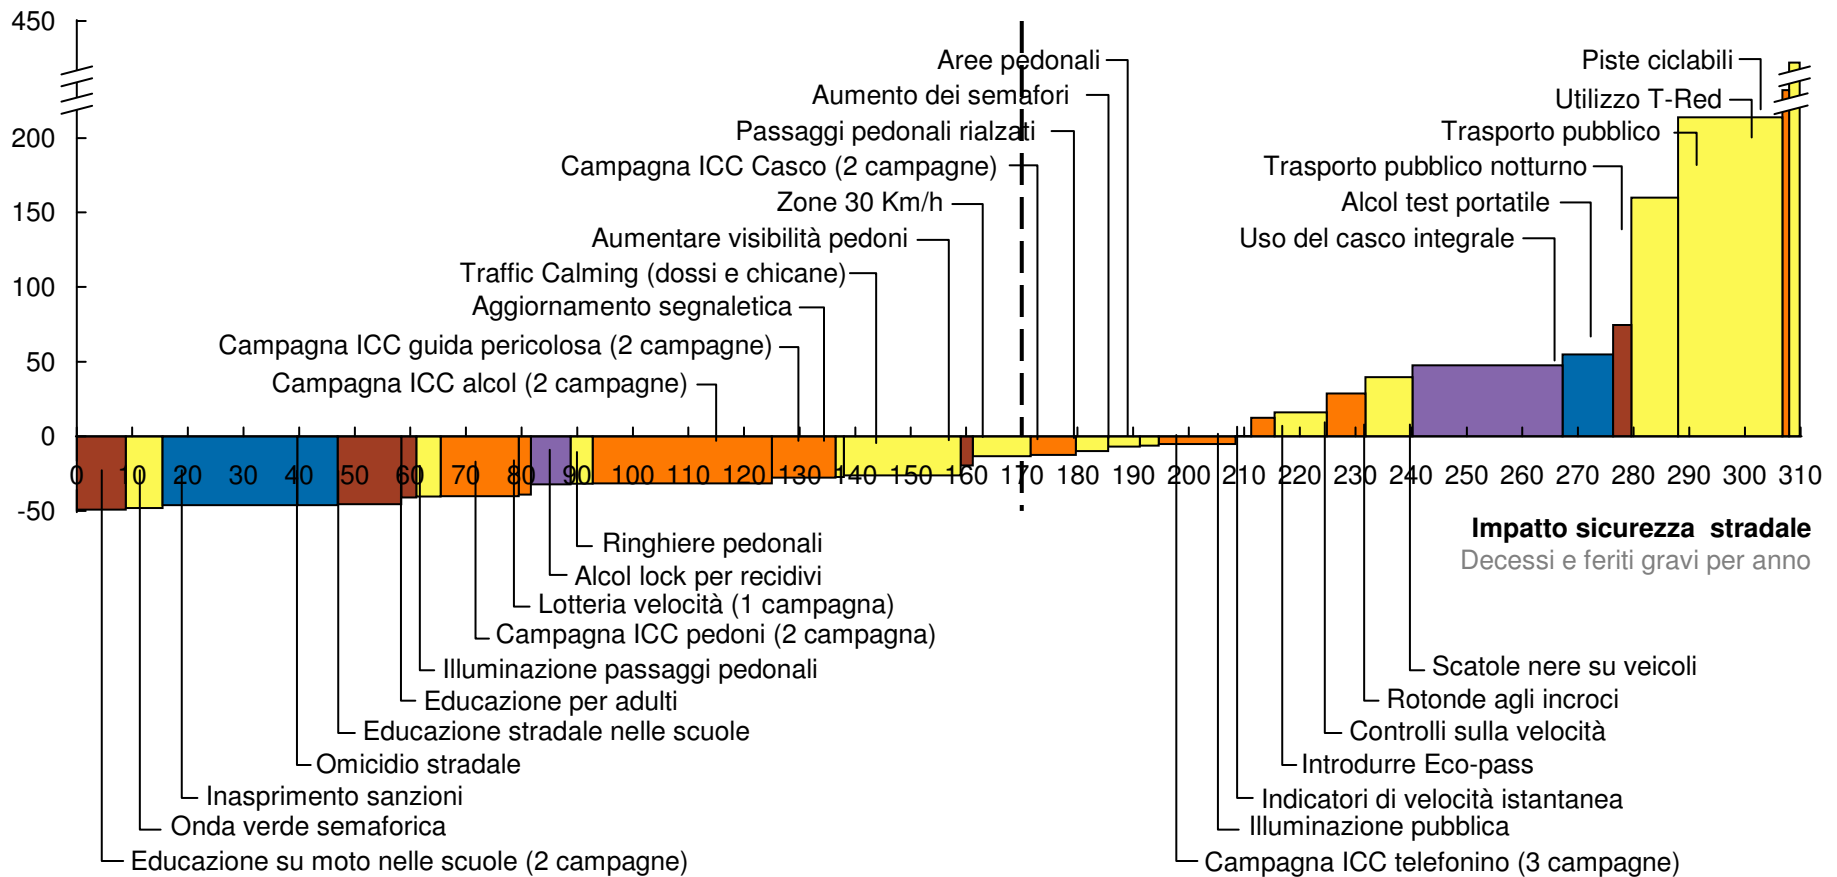 450
Aree pedonali
Piste ciclabili
Aumento dei semafori
Utilizzo T-Red
200
Passaggi pedonali rialzati
Trasporto pubblico
Campagna ICC Casco (2 campagne)
Trasporto pubblico notturno
150
Zone 30 Km/h
Alcol test portatile
Aumentare visibilità pedoni
Uso del casco integrale
Traffic Calming (dossi e chicane)
100
Aggiornamento segnaletica
Campagna ICC guida pericolosa (2 campagne)
50
Campagna ICC alcol (2 campagne)
0
0 10 20 30 40 50 60 70 80 90 100 110 120 130 140 150 160 170 180 190 200 210 220 230 240 250 260 270 280 290 300 310
-50
Impatto sicurezza stradale
Decessi e feriti gravi per anno
Ringhiere pedonali
Alcol lock per recidivi
Lotteria velocità (1 campagna)
Campagna ICC pedoni (2 campagna)
Illuminazione passaggi pedonali
Scatole nere su veicoli
Educazione per adulti
Rotonde agli incroci
Educazione stradale nelle scuole
Controlli sulla velocità
Omicidio stradale
Introdurre Eco-pass
Inasprimento sanzioni
Indicatori di velocità istantanea
Onda verde semaforica
Illuminazione pubblica
Educazione su moto nelle scuole (2 campagne)
Campagna ICC telefonino (3 campagne)